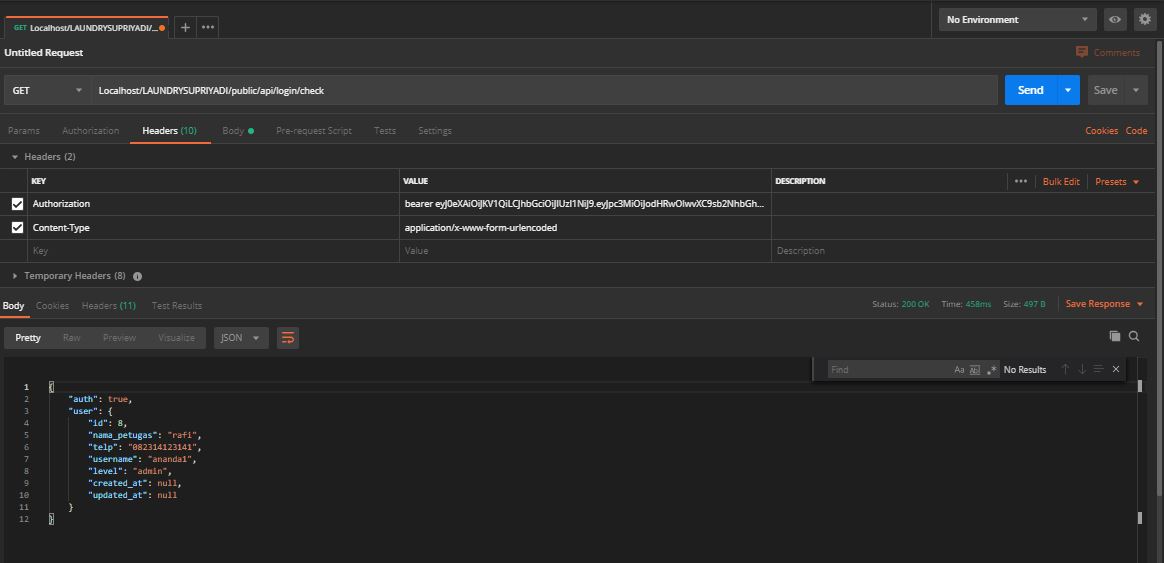 GET Localhost/LAUNDRYSUPRIYADI/... + ••• No Environment
Untitled Request Comments
GET Localhost/LAUNDRYSUPRIYADI/public/api/login/check Send Save
Params Authorization Headers (10) Body Pre-request Script Tests Settings Cookies Code
Headers (2)
KEY VALUE DESCRIPTION ••• Bulk Edit Presets
Authorization bearer
Content-Type application/x-www-form-urlencoded
Key Value Description
Temporary Headers (8) i
Body Cookies Headers (11) Test Results Status: 200 OK Time: 458ms Size: 497 B Save Response
Pretty Raw Preview Visualize JSON
Find Aa Abl .* No Results
1 {
2 "auth": true,
3 "user": {
4 "id": 8,
5 "nama_petugas": "rafi",
6 "telp": "082314123141",
7 "username": "ananda1",
8 "level": "admin",
9 "created_at": null,
10 "updated_at": null
11 }
12 }